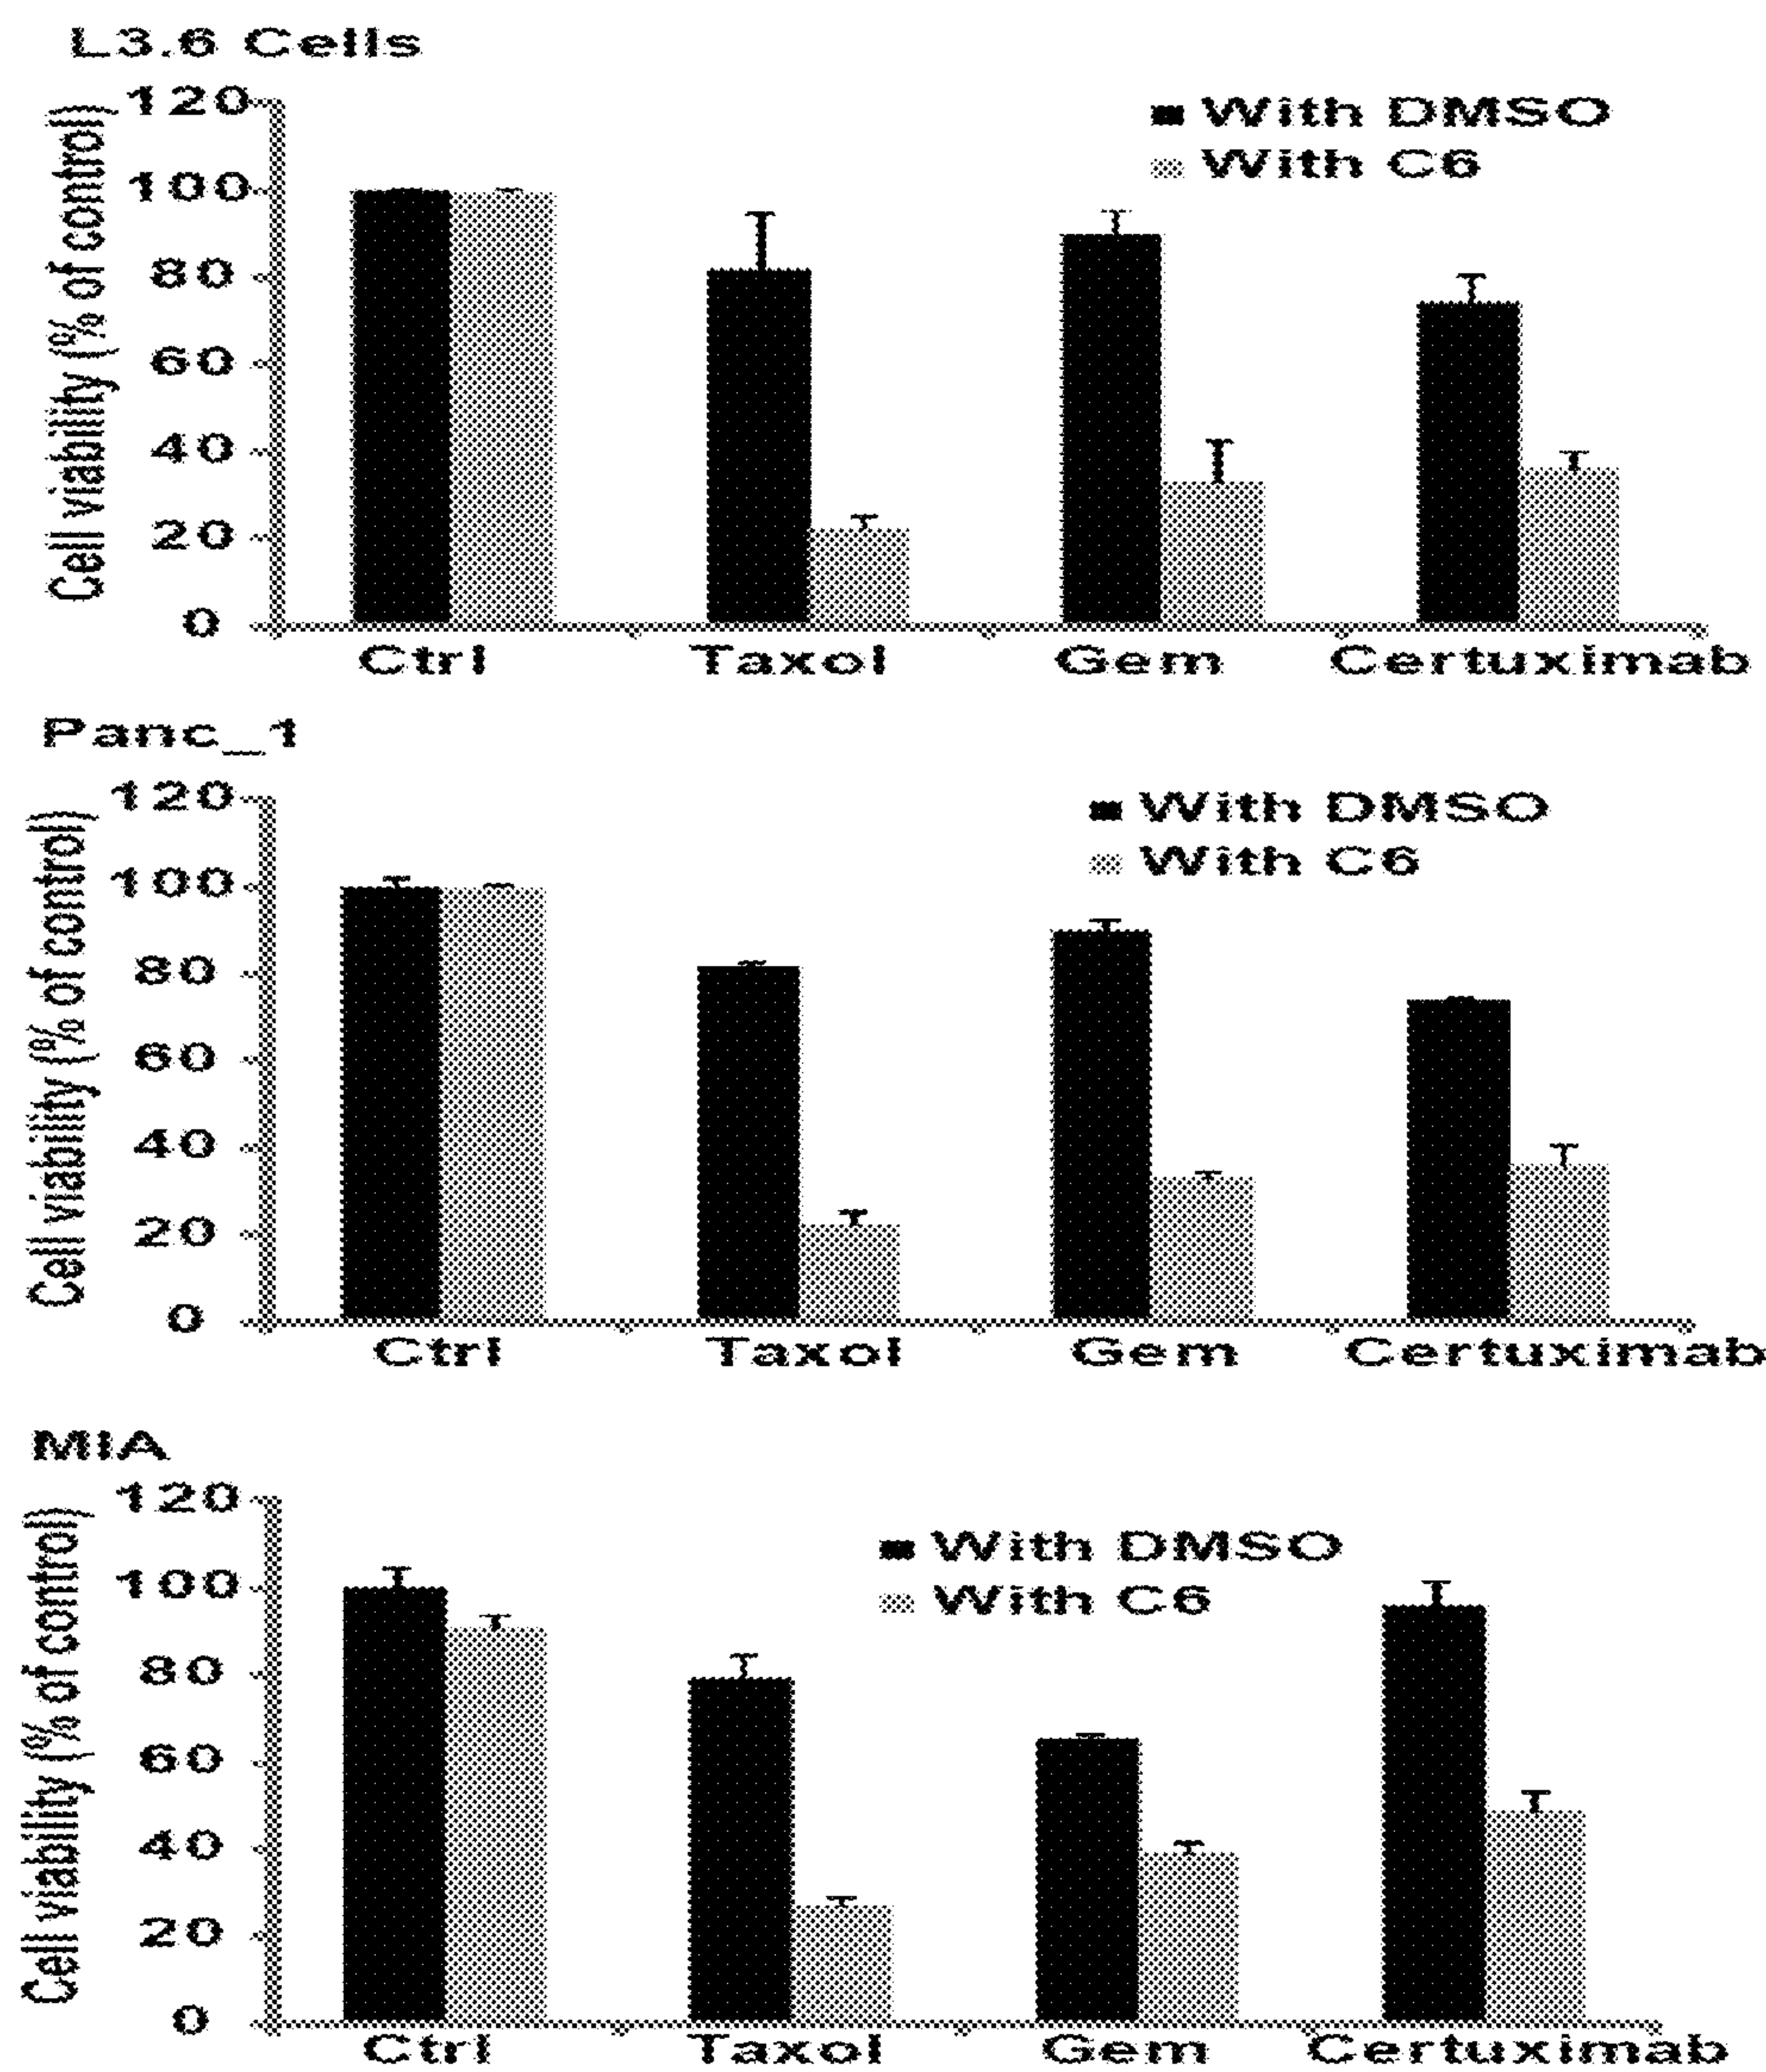 L3.6 Cells
Cell viability (% of control)
120
100
80
60
40
20
0
With DMSO
With C6
Ctrl Taxol Gem Certuximab
Panc_1
Cell viability (% of control)
120
100
80
60
40
20
0
With DMSO
With C6
Ctrl Taxol Gem Certuximab
MIA
Cell viability (% of control)
120
100
80
60
40
20
0
With DMSO
With C6
Ctrl Taxol Gem Certuximab